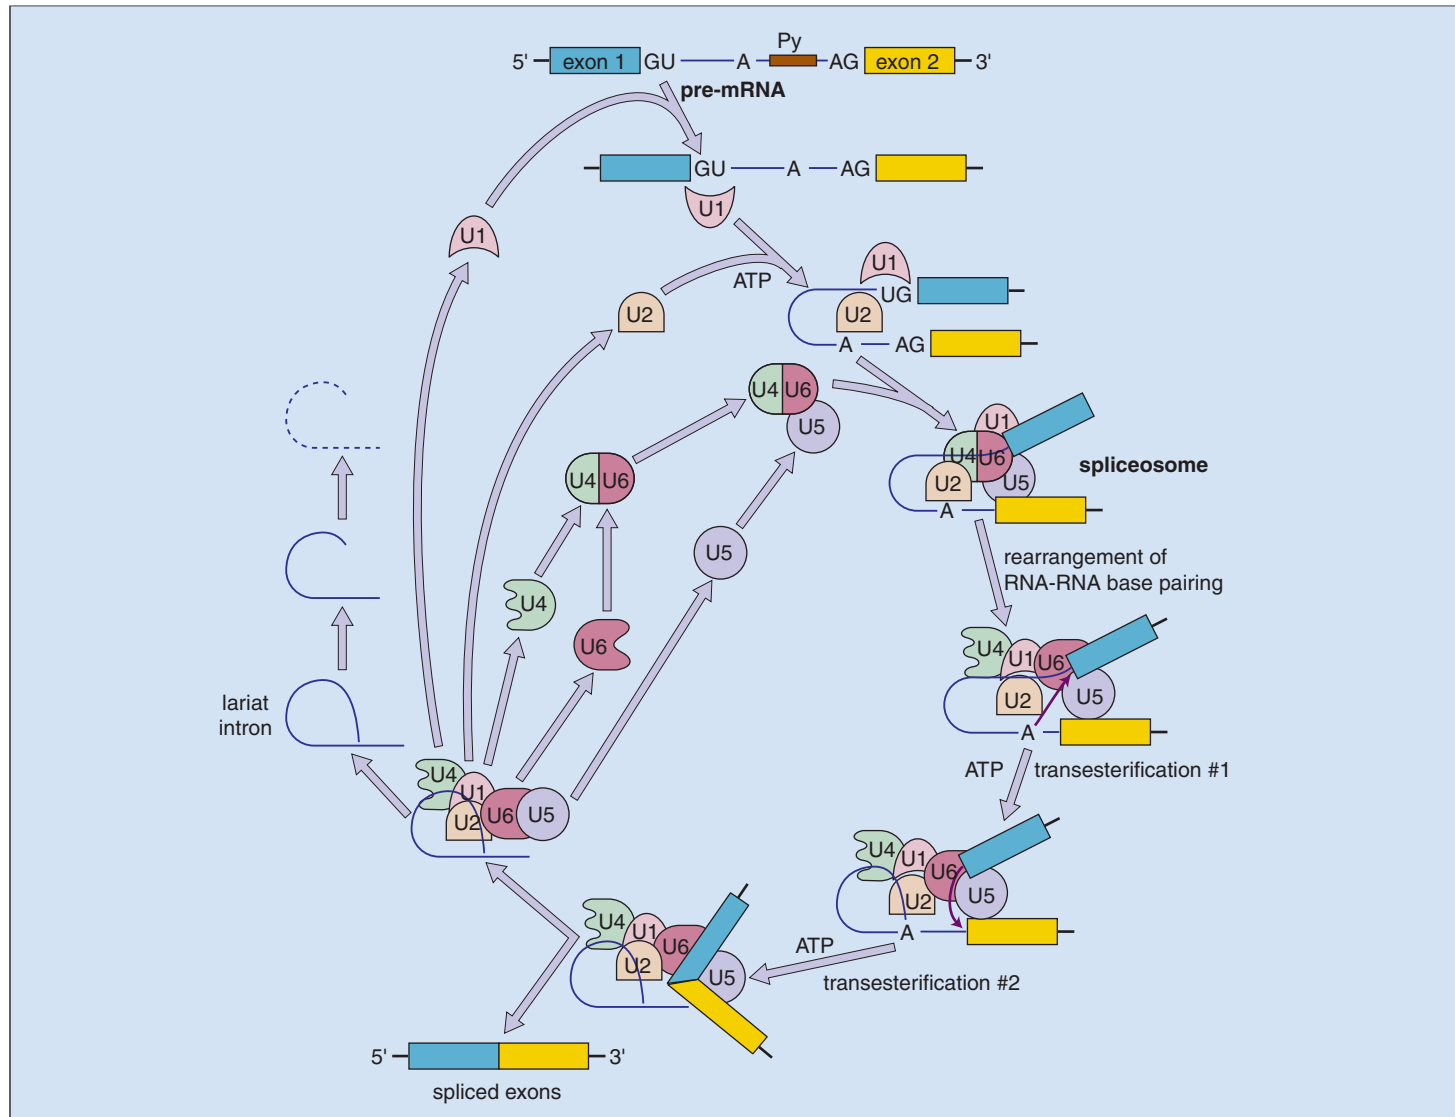 Py
5' exon 1 GU A AG exon 2 3'
pre-mRNA
GU A AG
U1
U1
U1
ATP
UG
U2
U2
A AG
U4 U6
U5
U1
U4 U6
spliceosome
U4 U6
U2
U5
A
U5
rearrangement of
RNA-RNA base pairing
U4
U6
U4
U1
U6
U2
U5
lariat
intron
A
ATP
transesterification #1
U4
U1
U2
U6
U5
U4
U1
U6
U2
U5
A
U4
U1
U6
ATP
U2
U5
transesterification #2
5' 3'
spliced exons